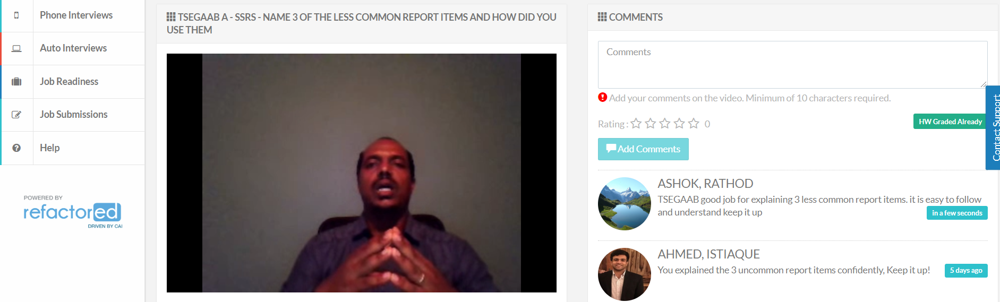 Phone Interviews
Auto Interviews
Job Readiness
Job Submissions
Help
POWERED BY
refactored
DRIVEN BY CAI
TSEGAAB A - SSRS - NAME 3 OF THE LESS COMMON REPORT ITEMS AND HOW DID YOU
USE THEM
COMMENTS
Comments
Add your comments on the video. Minimum of 10 characters required.
Rating : 0
HW Graded Already
Add Comments
Contact Support
ASHOK, RATHOD
TSEGAAB good job for explaining 3 less common report items. it is easy to follow
and understand keep it up
in a few seconds
AHMED, ISTIAQUE
You explained the 3 uncommon report items confidently, Keep it up!
5 days ago